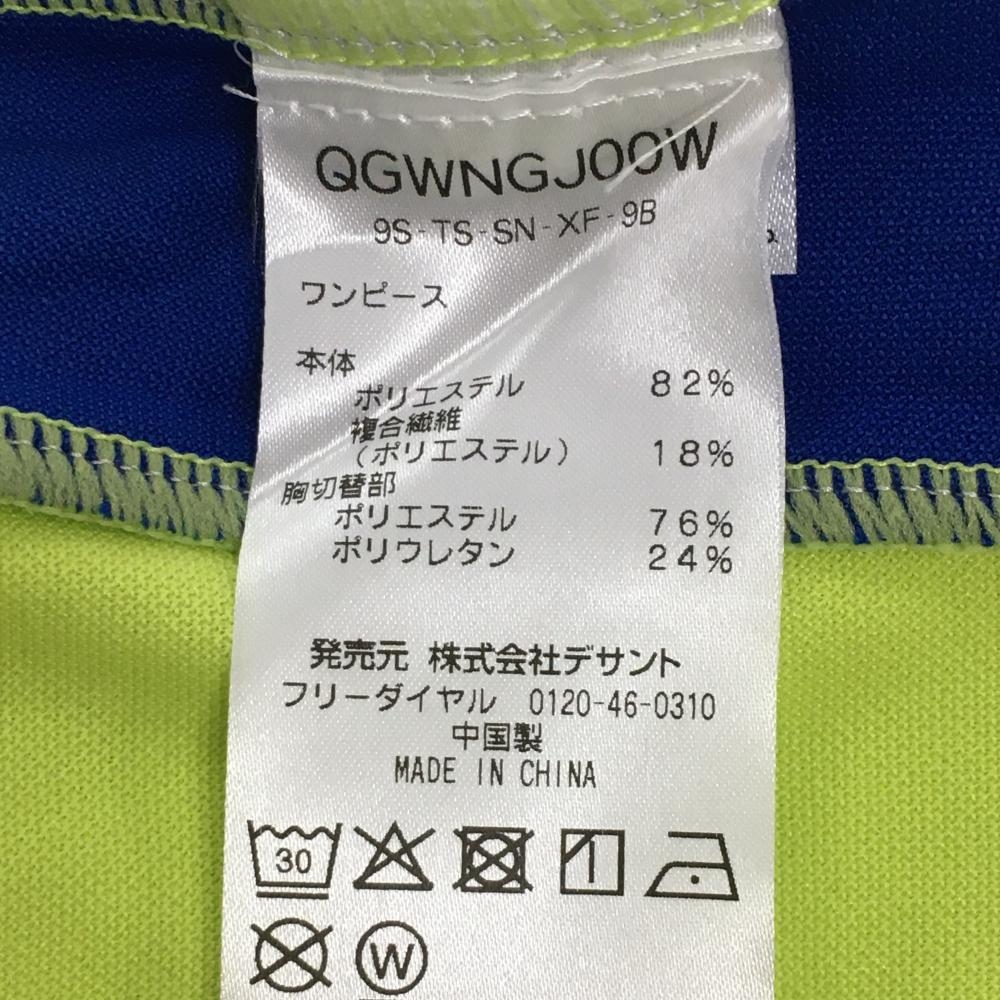 QGWNGJ00W
9S-TS-SN-XF-9B
ワンピース
本体
ポリエステル 82%
複合繊維
(ポリエステル) 18%
胸切替部
ポリエステル 76%
ポリウレタン 24%
発売元 株式会社デサント
フリーダイヤル 0120-46-0310
中国製
MADE IN CHINA
30
W